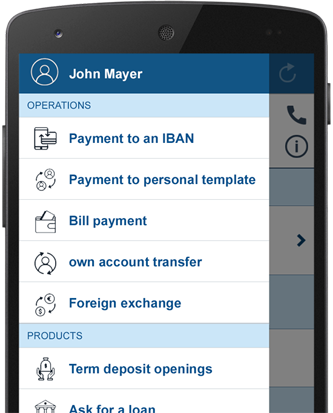 John Mayer
OPERATIONS
Payment to an IBAN
Payment to personal template
Bill payment
own account transfer
Foreign exchange
PRODUCTS
Term deposit openings
Ask for a loan